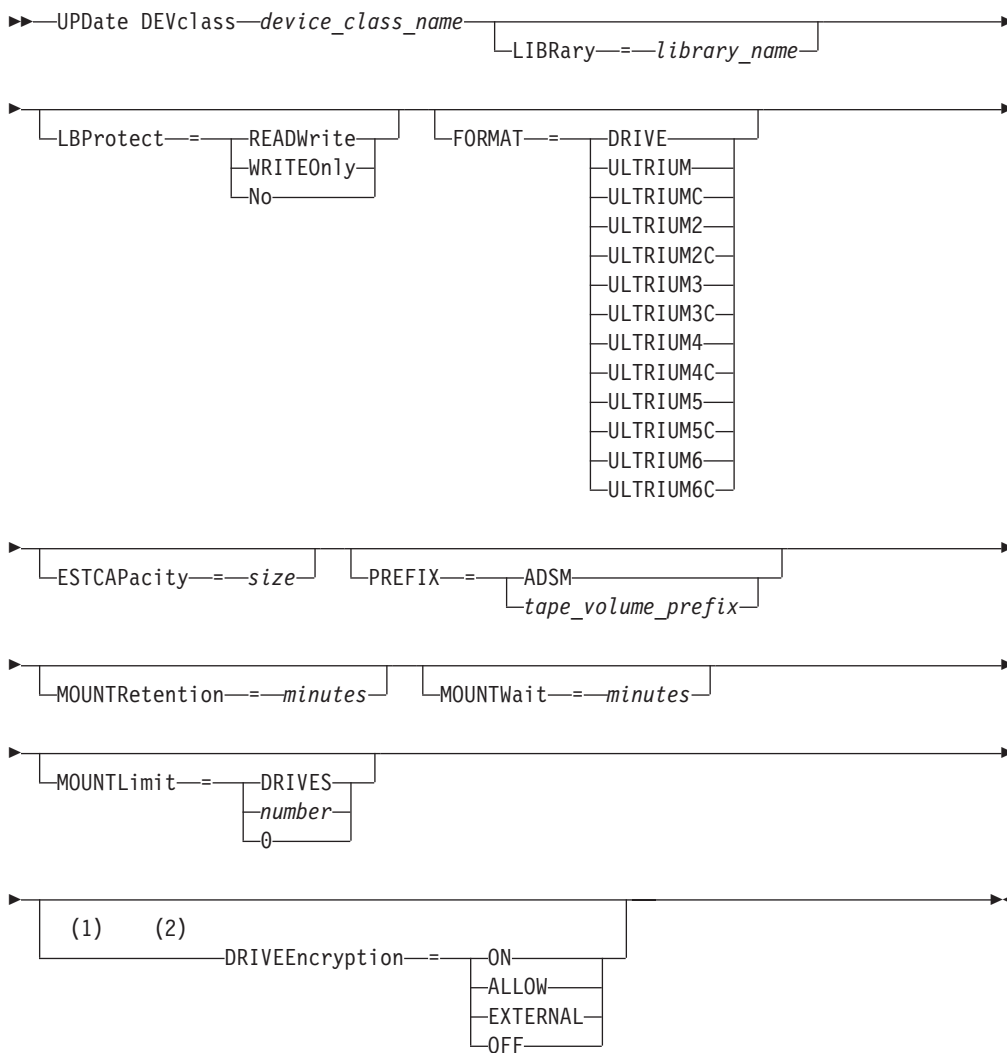 UPDate DEVclass device_class_name
LIBRary = library_name
LBProtect = READWrite
WRITEOnly
No
FORMAT = DRIVE
ULTRIUM
ULTRIUMC
ULTRIUM2
ULTRIUM2C
ULTRIUM3
ULTRIUM3C
ULTRIUM4
ULTRIUM4C
ULTRIUM5
ULTRIUM5C
ULTRIUM6
ULTRIUM6C
ESTCAPacity = size
PREFIX = ADSM
tape_volume_prefix
MOUNTRetention = minutes
MOUNTWait = minutes
MOUNTLimit = DRIVES
number
0
(1) (2)
DRIVEEncryption = ON
ALLOW
EXTERNAL
OFF